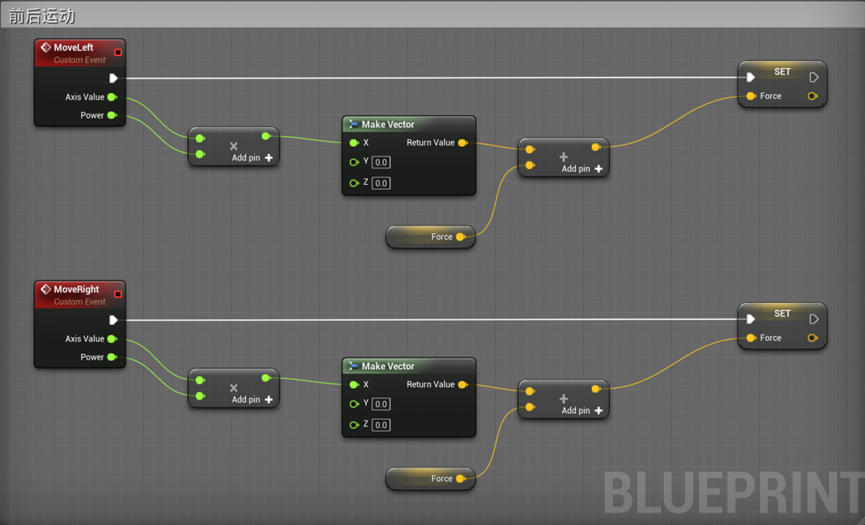 前后运动
MoveLeft
Custom Event
SET
Axis Value
Force
Power
Make Vector
X Return Value
Add pin
Y 0.0
Add pin
Z 0.0
Force
MoveRight
Custom Event
SET
Axis Value
Force
Power
Make Vector
X Return Value
Add pin
Y 0.0
Add pin
Z 0.0
Force
BLUEPRINT